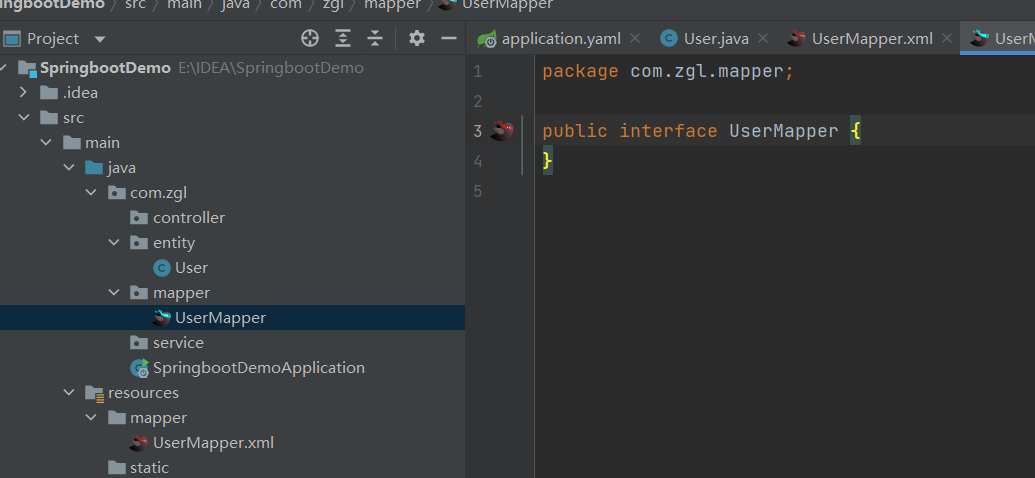 ingbootDemo / src / main / java / com / zgl / mapper / UserMapper
Project
application.yaml
User.java
UserMapper.xml
UserM
SpringbootDemo E:\IDEA\SpringbootDemo
.idea
src
main
java
com.zgl
controller
entity
User
mapper
UserMapper
service
SpringbootDemoApplication
resources
mapper
UserMapper.xml
static
1 package com.zgl.mapper;
2
3 public interface UserMapper {
4 }
5